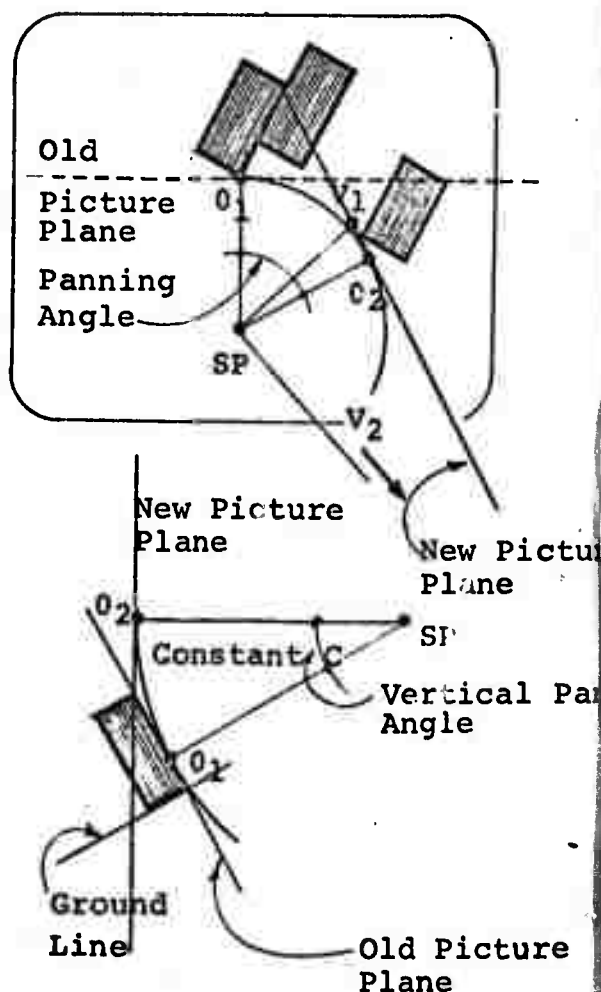 Old
Picture
Plane
O1
V1
Panning
Angle
O2
SP
V2
New Picture
Plane
New Pictu
Plane
O2
SP
Constant C
Vertical Pa
Angle
O1
Ground
Line
Old Picture
Plane